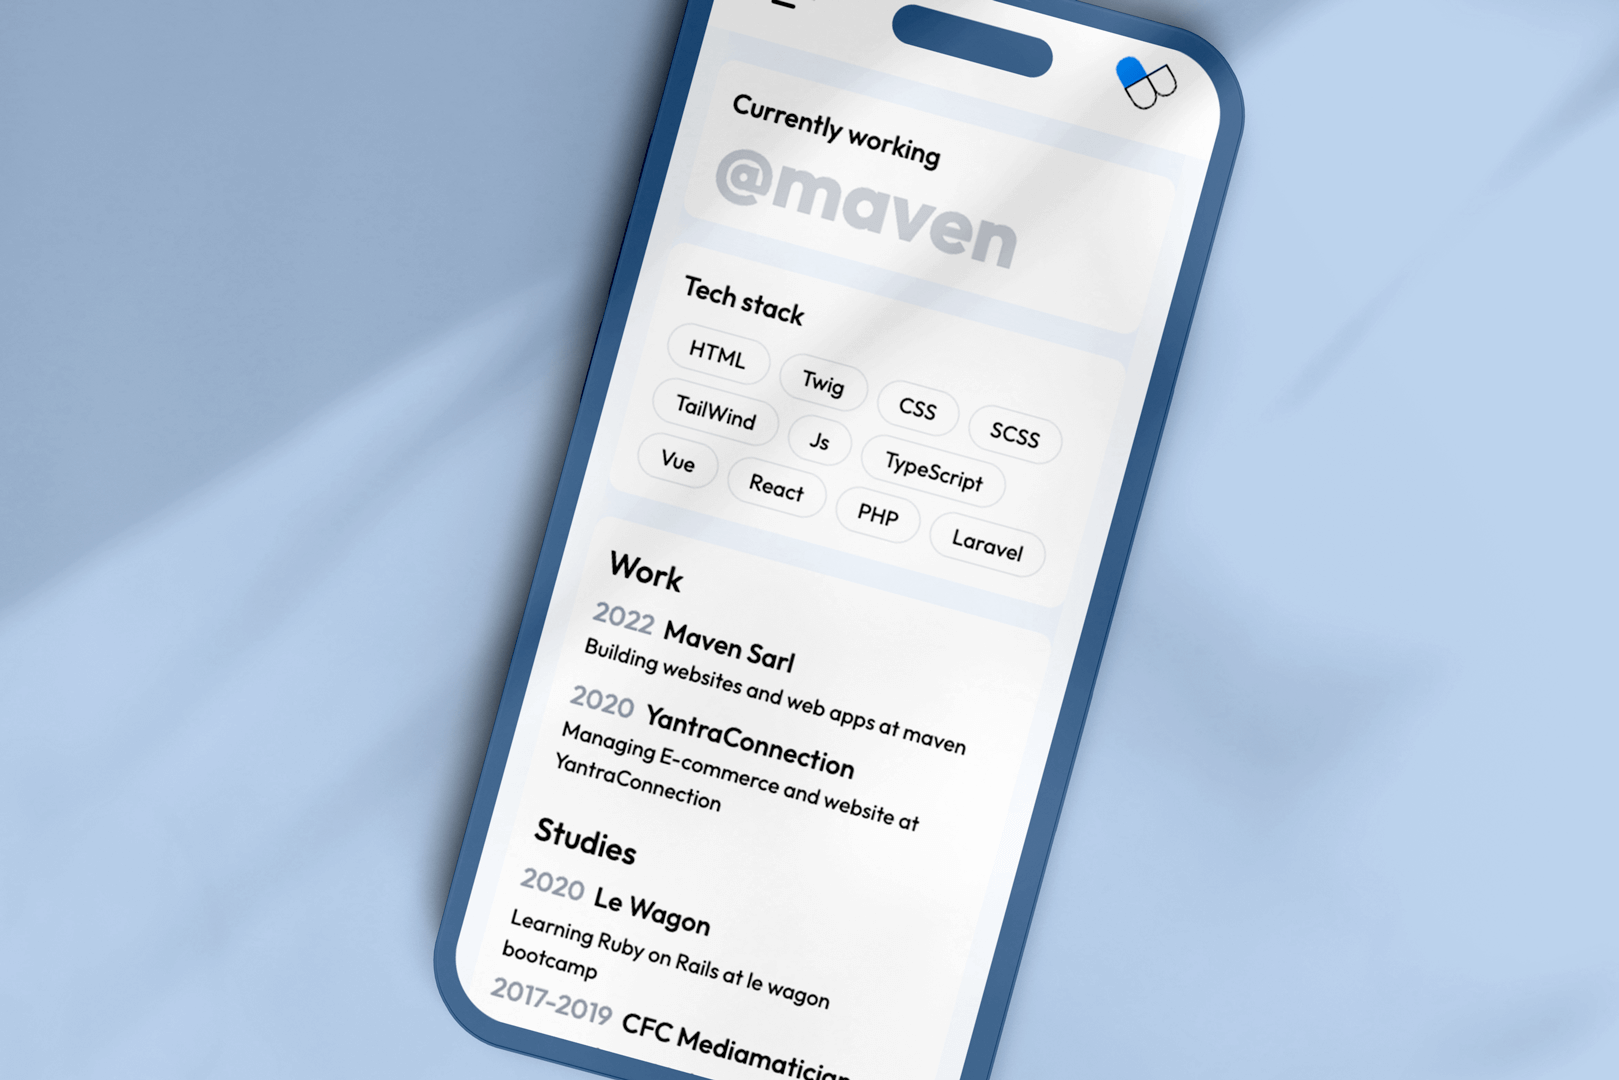 Currently working
@maven
Tech stack
HTML
Twig
CSS
SCSS
TailWind
Js
TypeScript
Vue
React
PHP
Laravel
Work
2022 Maven Sarl
Building websites and web apps at maven
2020 YantraConnection
Managing E-commerce and website at
YantraConnection
Studies
2020 Le Wagon
Learning Ruby on Rails at le wagon
bootcamp
2017-2019 CFC Mediamatician